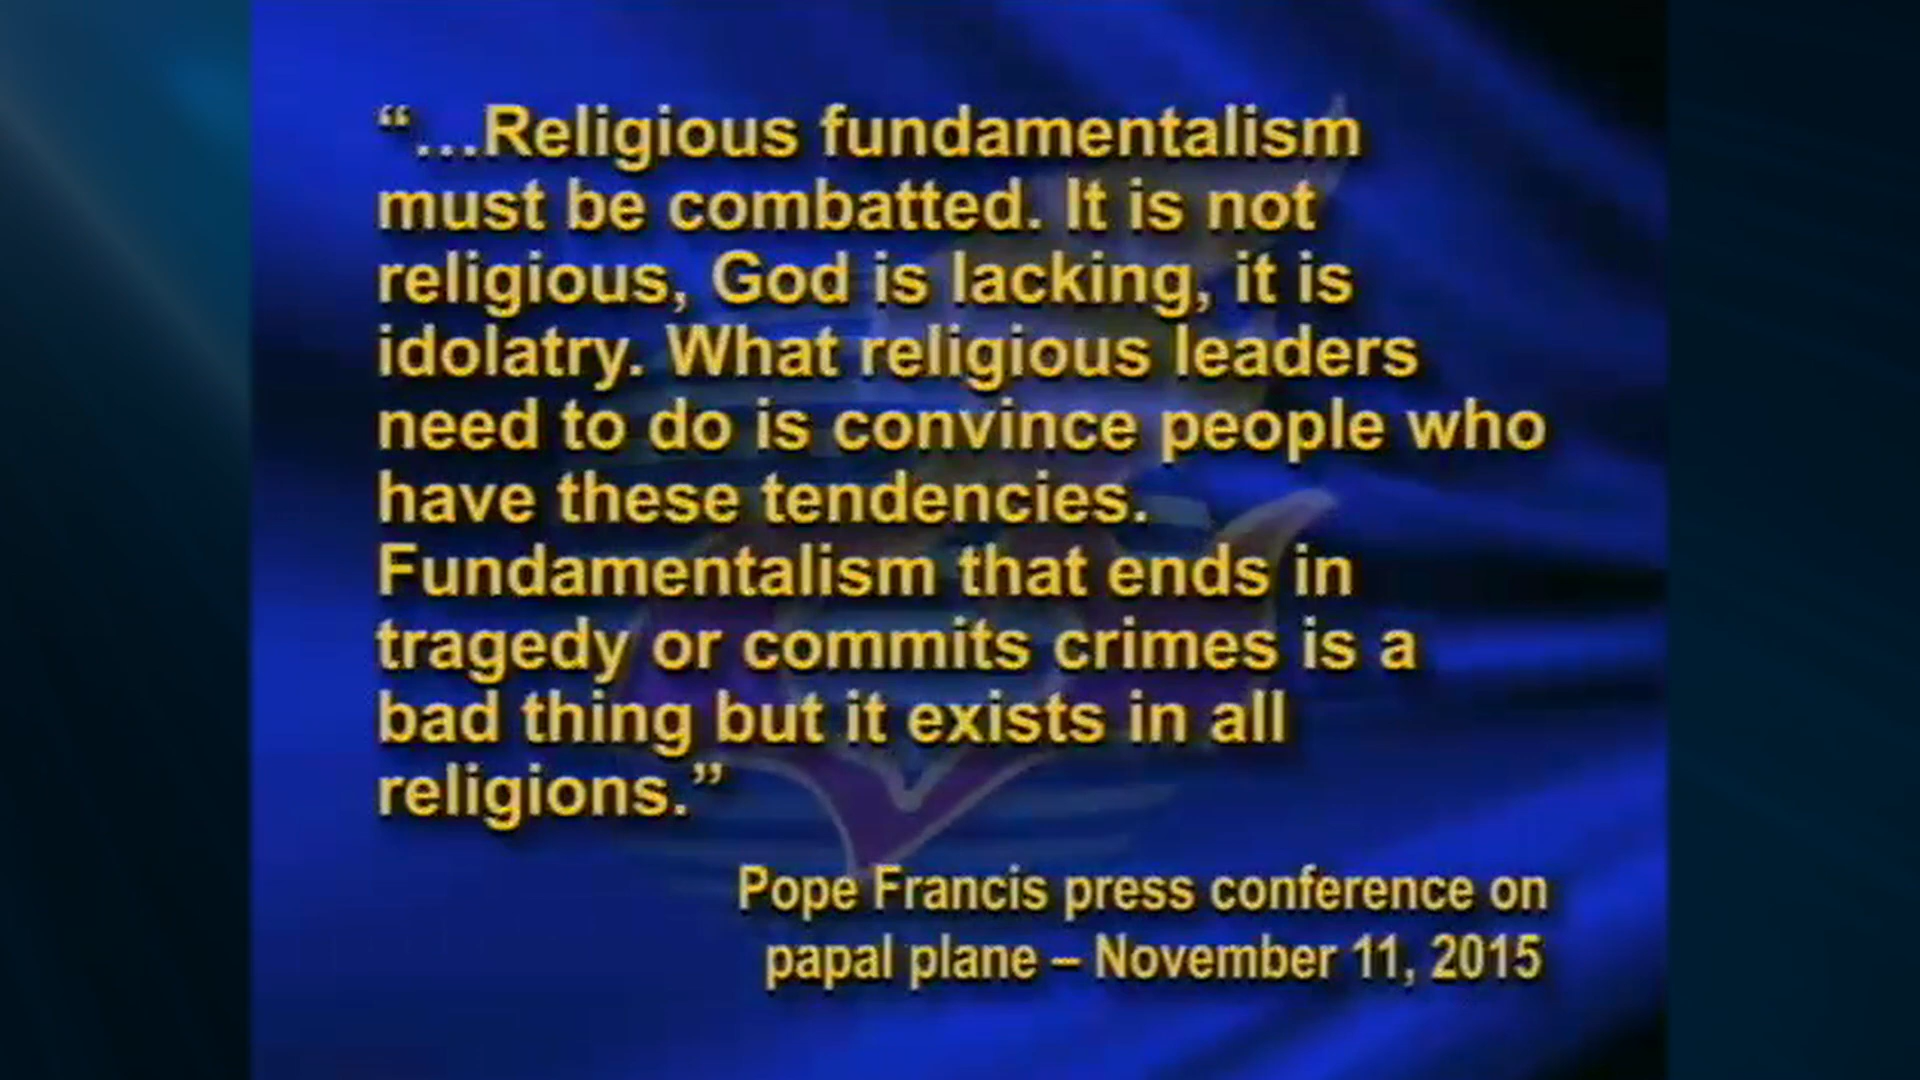 “...Religious fundamentalism
must be combatted. It is not
religious, God is lacking, it is
idolatry. What religious leaders
need to do is convince people who
have these tendencies.
Fundamentalism that ends in
tragedy or commits crimes is a
bad thing but it exists in all
religions.”
Pope Francis press conference on
papal plane – November 11, 2015